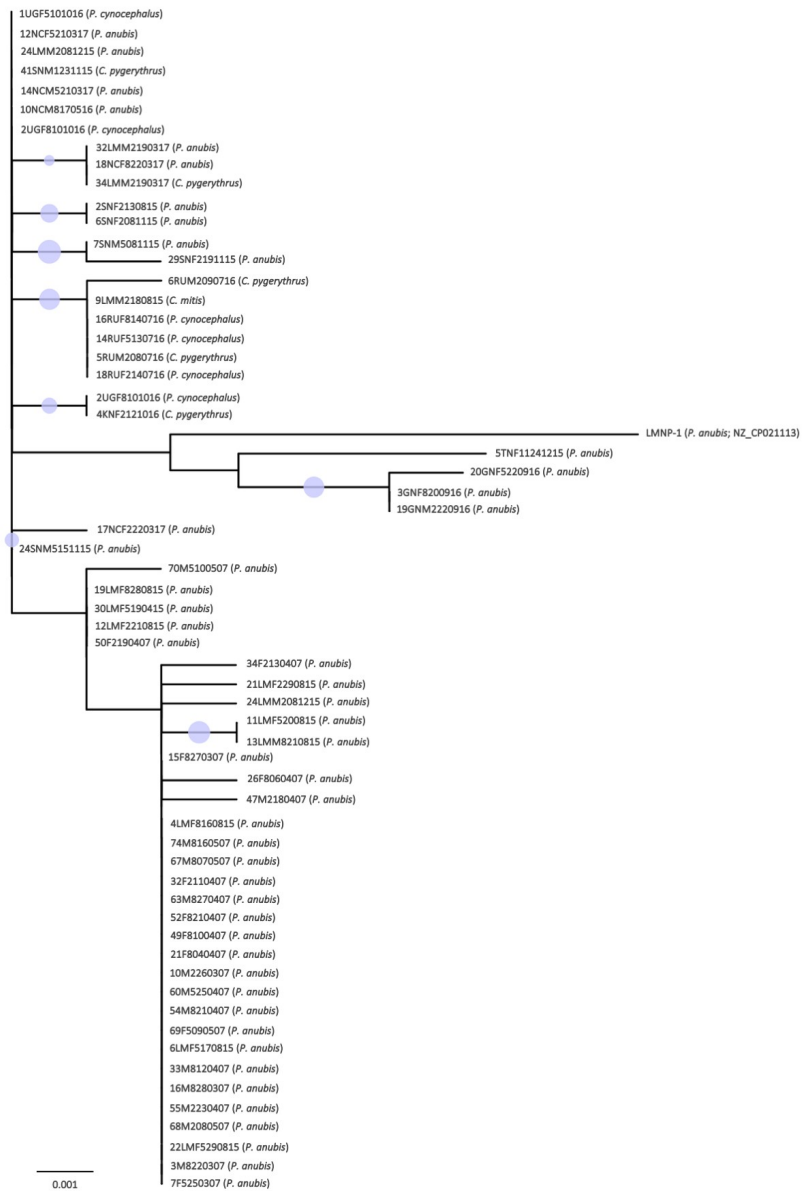 1UGF5101016 (P. cynocephalus)
12NCF5210317 (P. anubis)
24LMM2081215 (P. anubis)
41SNM1231115 (C. pygerythrus)
14NCM5210317 (P. anubis)
10NCM8170516 (P. anubis)
2UGF8101016 (P. cynocephalus)
32LMM2190317 (P. anubis)
18NCF8220317 (P. anubis)
34LMM2190317 (C. pygerythrus)
2SNF2130815 (P. anubis)
6SNF2081115 (P. anubis)
7SNM5081115 (P. anubis)
29SNF2191115 (P. anubis)
6RUM2090716 (C. pygerythrus)
9LMM2180815 (C. mitis)
16RUF8140716 (P. cynocephalus)
14RUF5130716 (P. cynocephalus)
5RUM2080716 (C. pygerythrus)
18RUF2140716 (P. cynocephalus)
2UGF8101016 (P. cynocephalus)
4KNF2121016 (C. pygerythrus)
LMNP-1 (P. anubis; NZ_CP021113)
5TNF11241215 (P. anubis)
20GNF5220916 (P. anubis)
3GNF8200916 (P. anubis)
19GNM2220916 (P. anubis)
17NCF2220317 (P. anubis)
24SNM5151115 (P. anubis)
70M5100507 (P. anubis)
19LMF8280815 (P. anubis)
30LMF5190415 (P. anubis)
12LMF2210815 (P. anubis)
50F2190407 (P. anubis)
34F2130407 (P. anubis)
21LMF2290815 (P. anubis)
24LMM2081215 (P. anubis)
11LMF5200815 (P. anubis)
13LMM8210815 (P. anubis)
15F8270307 (P. anubis)
26F8060407 (P. anubis)
47M2180407 (P. anubis)
4LMF8160815 (P. anubis)
74M8160507 (P. anubis)
67M8070507 (P. anubis)
32F2110407 (P. anubis)
63M8270407 (P. anubis)
52F8210407 (P. anubis)
49F8100407 (P. anubis)
21F8040407 (P. anubis)
10M2260307 (P. anubis)
60M5250407 (P. anubis)
54M8210407 (P. anubis)
69F5090507 (P. anubis)
6LMF5170815 (P. anubis)
33M8120407 (P. anubis)
16M8280307 (P. anubis)
55M2230407 (P. anubis)
68M2080507 (P. anubis)
22LMF5290815 (P. anubis)
3M8220307 (P. anubis)
7F5250307 (P. anubis)
0.001